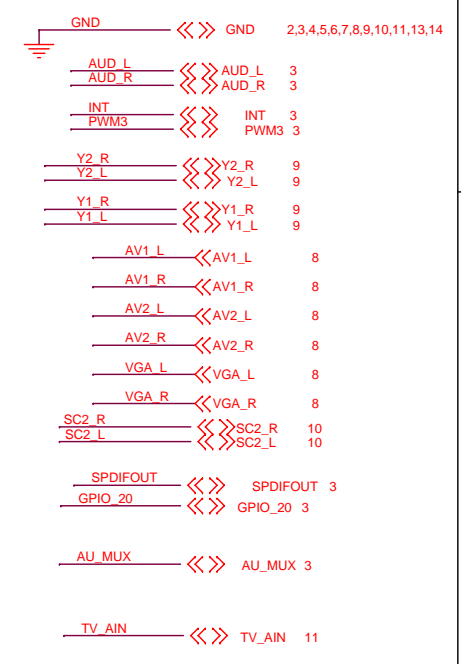 GND GND 2,3,4,5,6,7,8,9,10,11,13,14
AUD_L AUD_L 3
AUD_R AUD_R 3
INT INT 3
PWM3 PWM3 3
Y2_R Y2_R 9
Y2_L Y2_L 9
Y1_R Y1_R 9
Y1_L Y1_L 9
AV1_L AV1_L 8
AV1_R AV1_R 8
AV2_L AV2_L 8
AV2_R AV2_R 8
VGA_L VGA_L 8
VGA_R VGA_R 8
SC2_R SC2_R 10
SC2_L SC2_L 10
SPDIFOUT SPDIFOUT 3
GPIO_20 GPIO_20 3
AU_MUX AU_MUX 3
TV_AIN TV_AIN 11